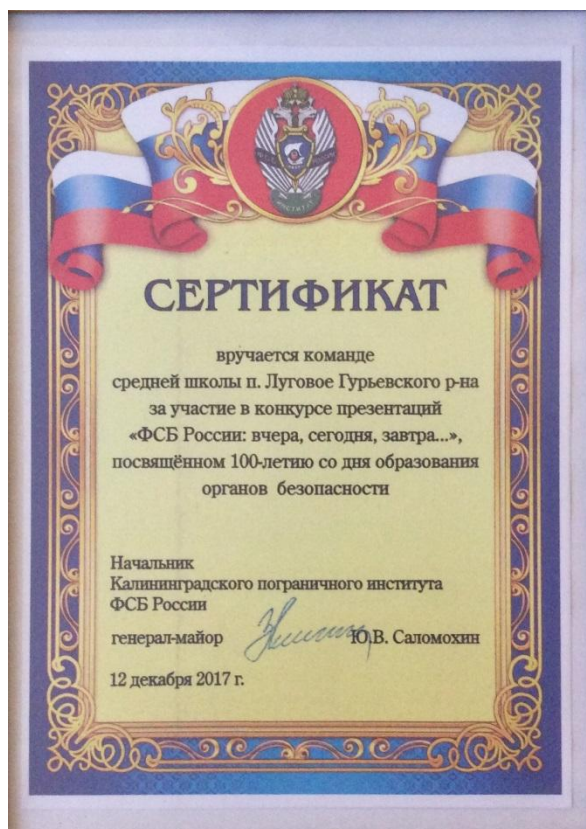 СЕРТИФИКАТ
вручается команде
средней школы п. Луговое Гурьевского р-на
за участие в конкурсе презентаций
«ФСБ России: вчера, сегодня, завтра...»,
посвящённом 100-летию со дня образования
органов безопасности
Начальник
Калининградского пограничного института
ФСБ России
генерал-майор Ю.В. Саломохин
12 декабря 2017 г.